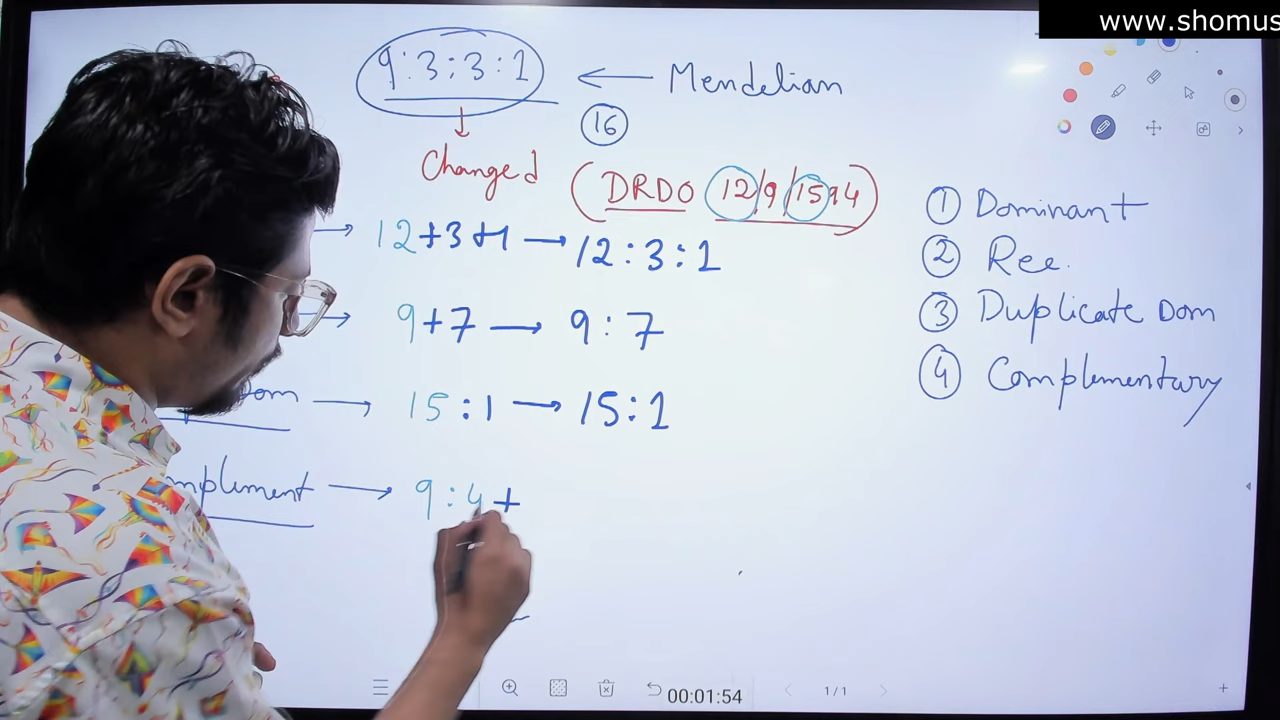 www.shomus
9:3:3:1 ← Mendelian
16
Changed (DRDO 12/9/15
① Dominant
② Rec.
③ Duplicate Dom
④ Complementary
→ 12+3+1 → 12:3:1
→ 9+7 → 9:7
Dom → 15:1 → 15:1
mplement → 9:4+
00:01:54
1/1